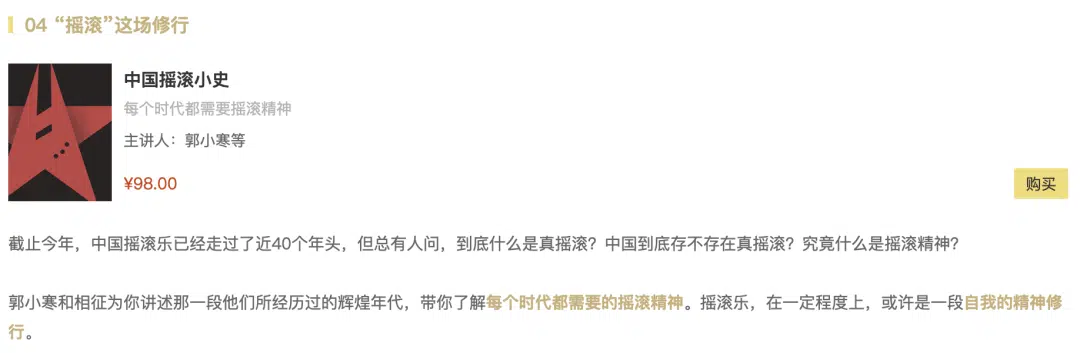 04 “摇滚”这场修行
中国摇滚小史
每个时代都需要摇滚精神
主讲人：郭小寒等
¥98.00
购买
截止今年，中国摇滚乐已经走过了近40个年头，但总有人问，到底什么是真摇滚？中国到底存不存在真摇滚？究竟什么是摇滚精神？
郭小寒和相征为你讲述那一段他们所经历过的辉煌年代，带你了解每个时代都需要的摇滚精神。摇滚乐，在一定程度上，或许是一段自我的精神修
行。